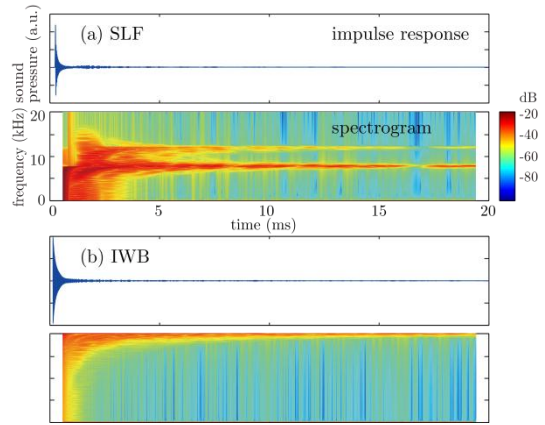 sound
pressure (a.u.)
(a) SLF
impulse response
dB
frequency (kHz)
20
10
0
spectrogram
-20
-40
-60
-80
0 5 10 15 20
time (ms)
(b) IWB